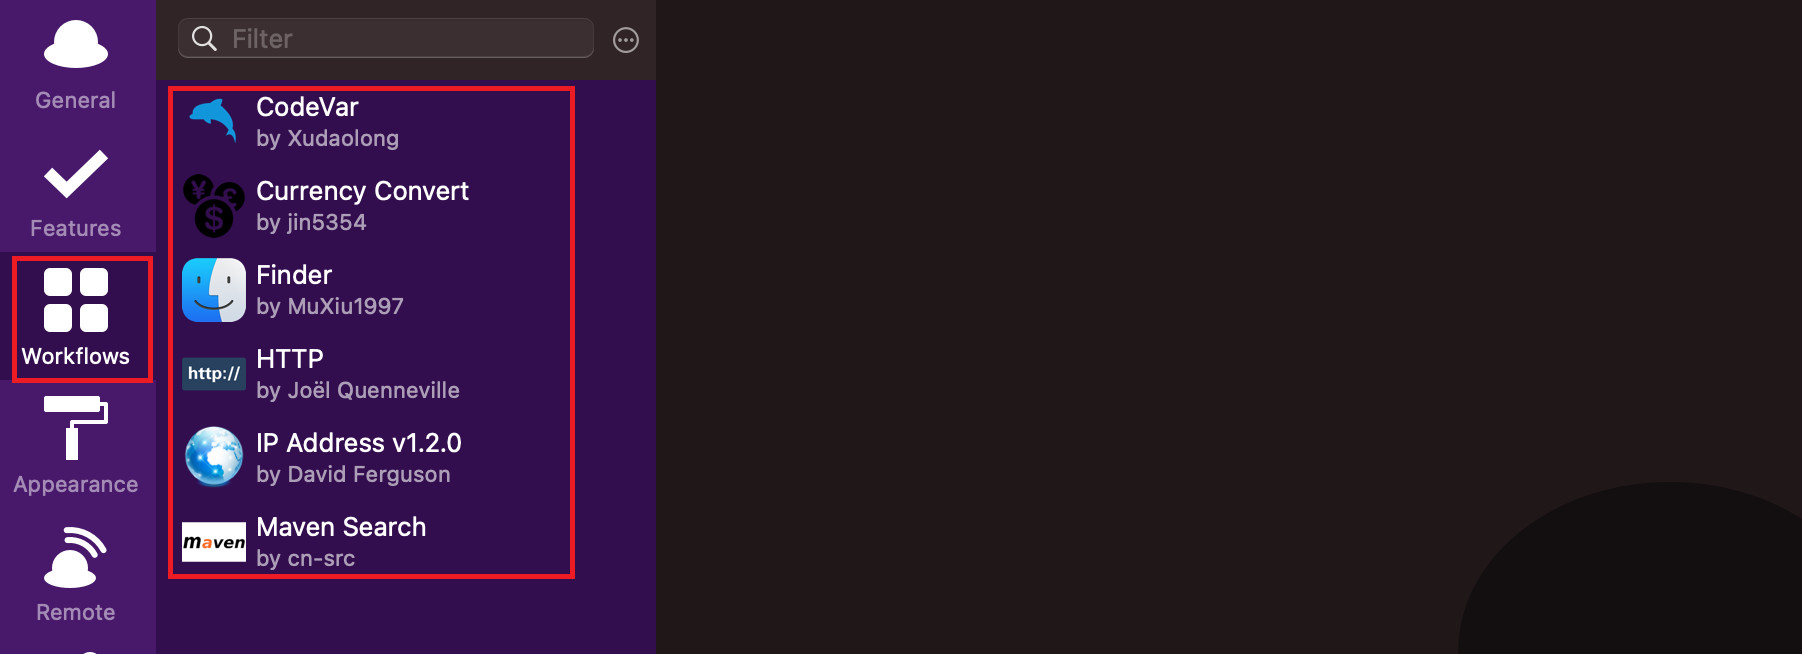 General
Features
Workflows
Appearance
Remote
Filter
CodeVar
by Xudaolong
¥ £ $
Currency Convert
by jin5354
Finder
by MuXiu1997
http://
HTTP
by Joël Quenneville
IP Address v1.2.0
by David Ferguson
maven
Maven Search
by cn-src